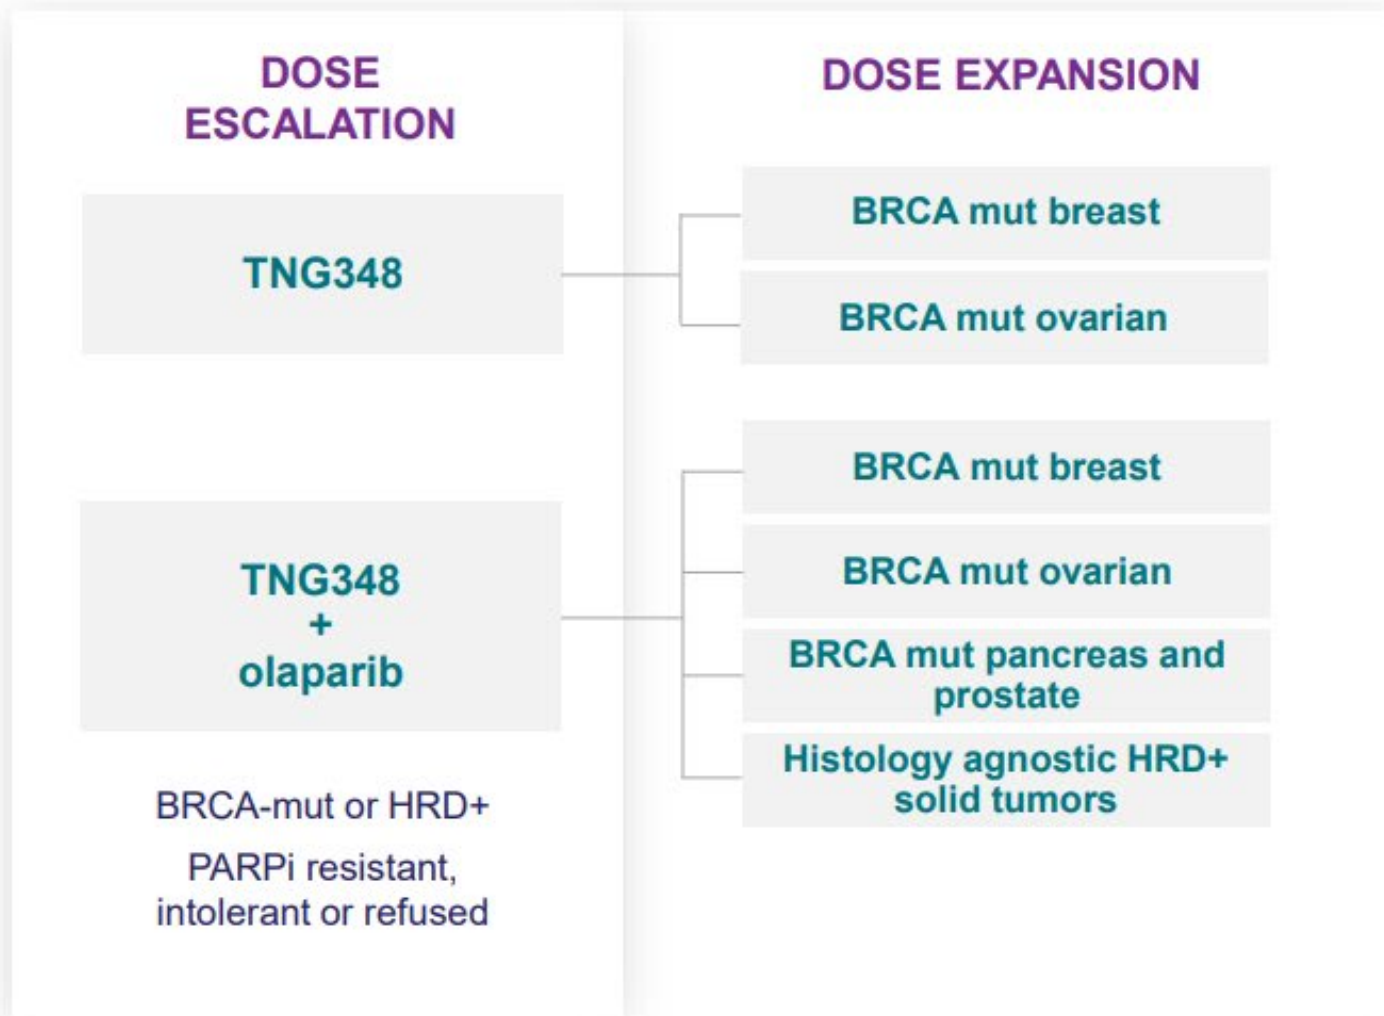 DOSE
ESCALATION
TNG348
TNG348
+
olaparib
BRCA-mut or HRD+
PARPi resistant,
intolerant or refused
DOSE EXPANSION
BRCA mut breast
BRCA mut ovarian
BRCA mut breast
BRCA mut ovarian
BRCA mut pancreas and
prostate
Histology agnostic HRD+
solid tumors